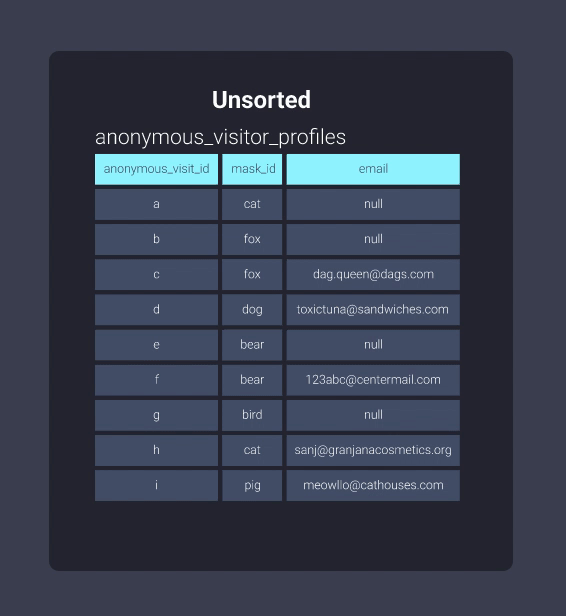 Unsorted
anonymous_visitor_profiles
anonymous_visit_id mask_id email
a cat null
b fox null
c fox dag.queen@dags.com
d dog toxictuna@sandwiches.com
e bear null
f bear 123abc@centermail.com
g bird null
h cat sanj@granjanacosmetics.org
i pig meowllo@cathouses.com